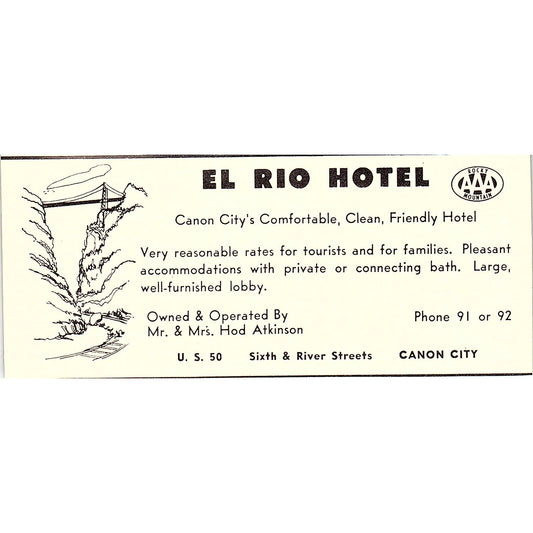 EL RIO HOTEL
ROCKY
AAA
MOUNTAIN
Canon City's Comfortable, Clean, Friendly Hotel
Very reasonable rates for tourists and for families. Pleasant
accommodations with private or connecting bath. Large,
well-furnished lobby.
Owned & Operated By
Mr. & Mrs. Hod Atkinson
Phone 91 or 92
U. S. 50 Sixth & River Streets CANON CITY